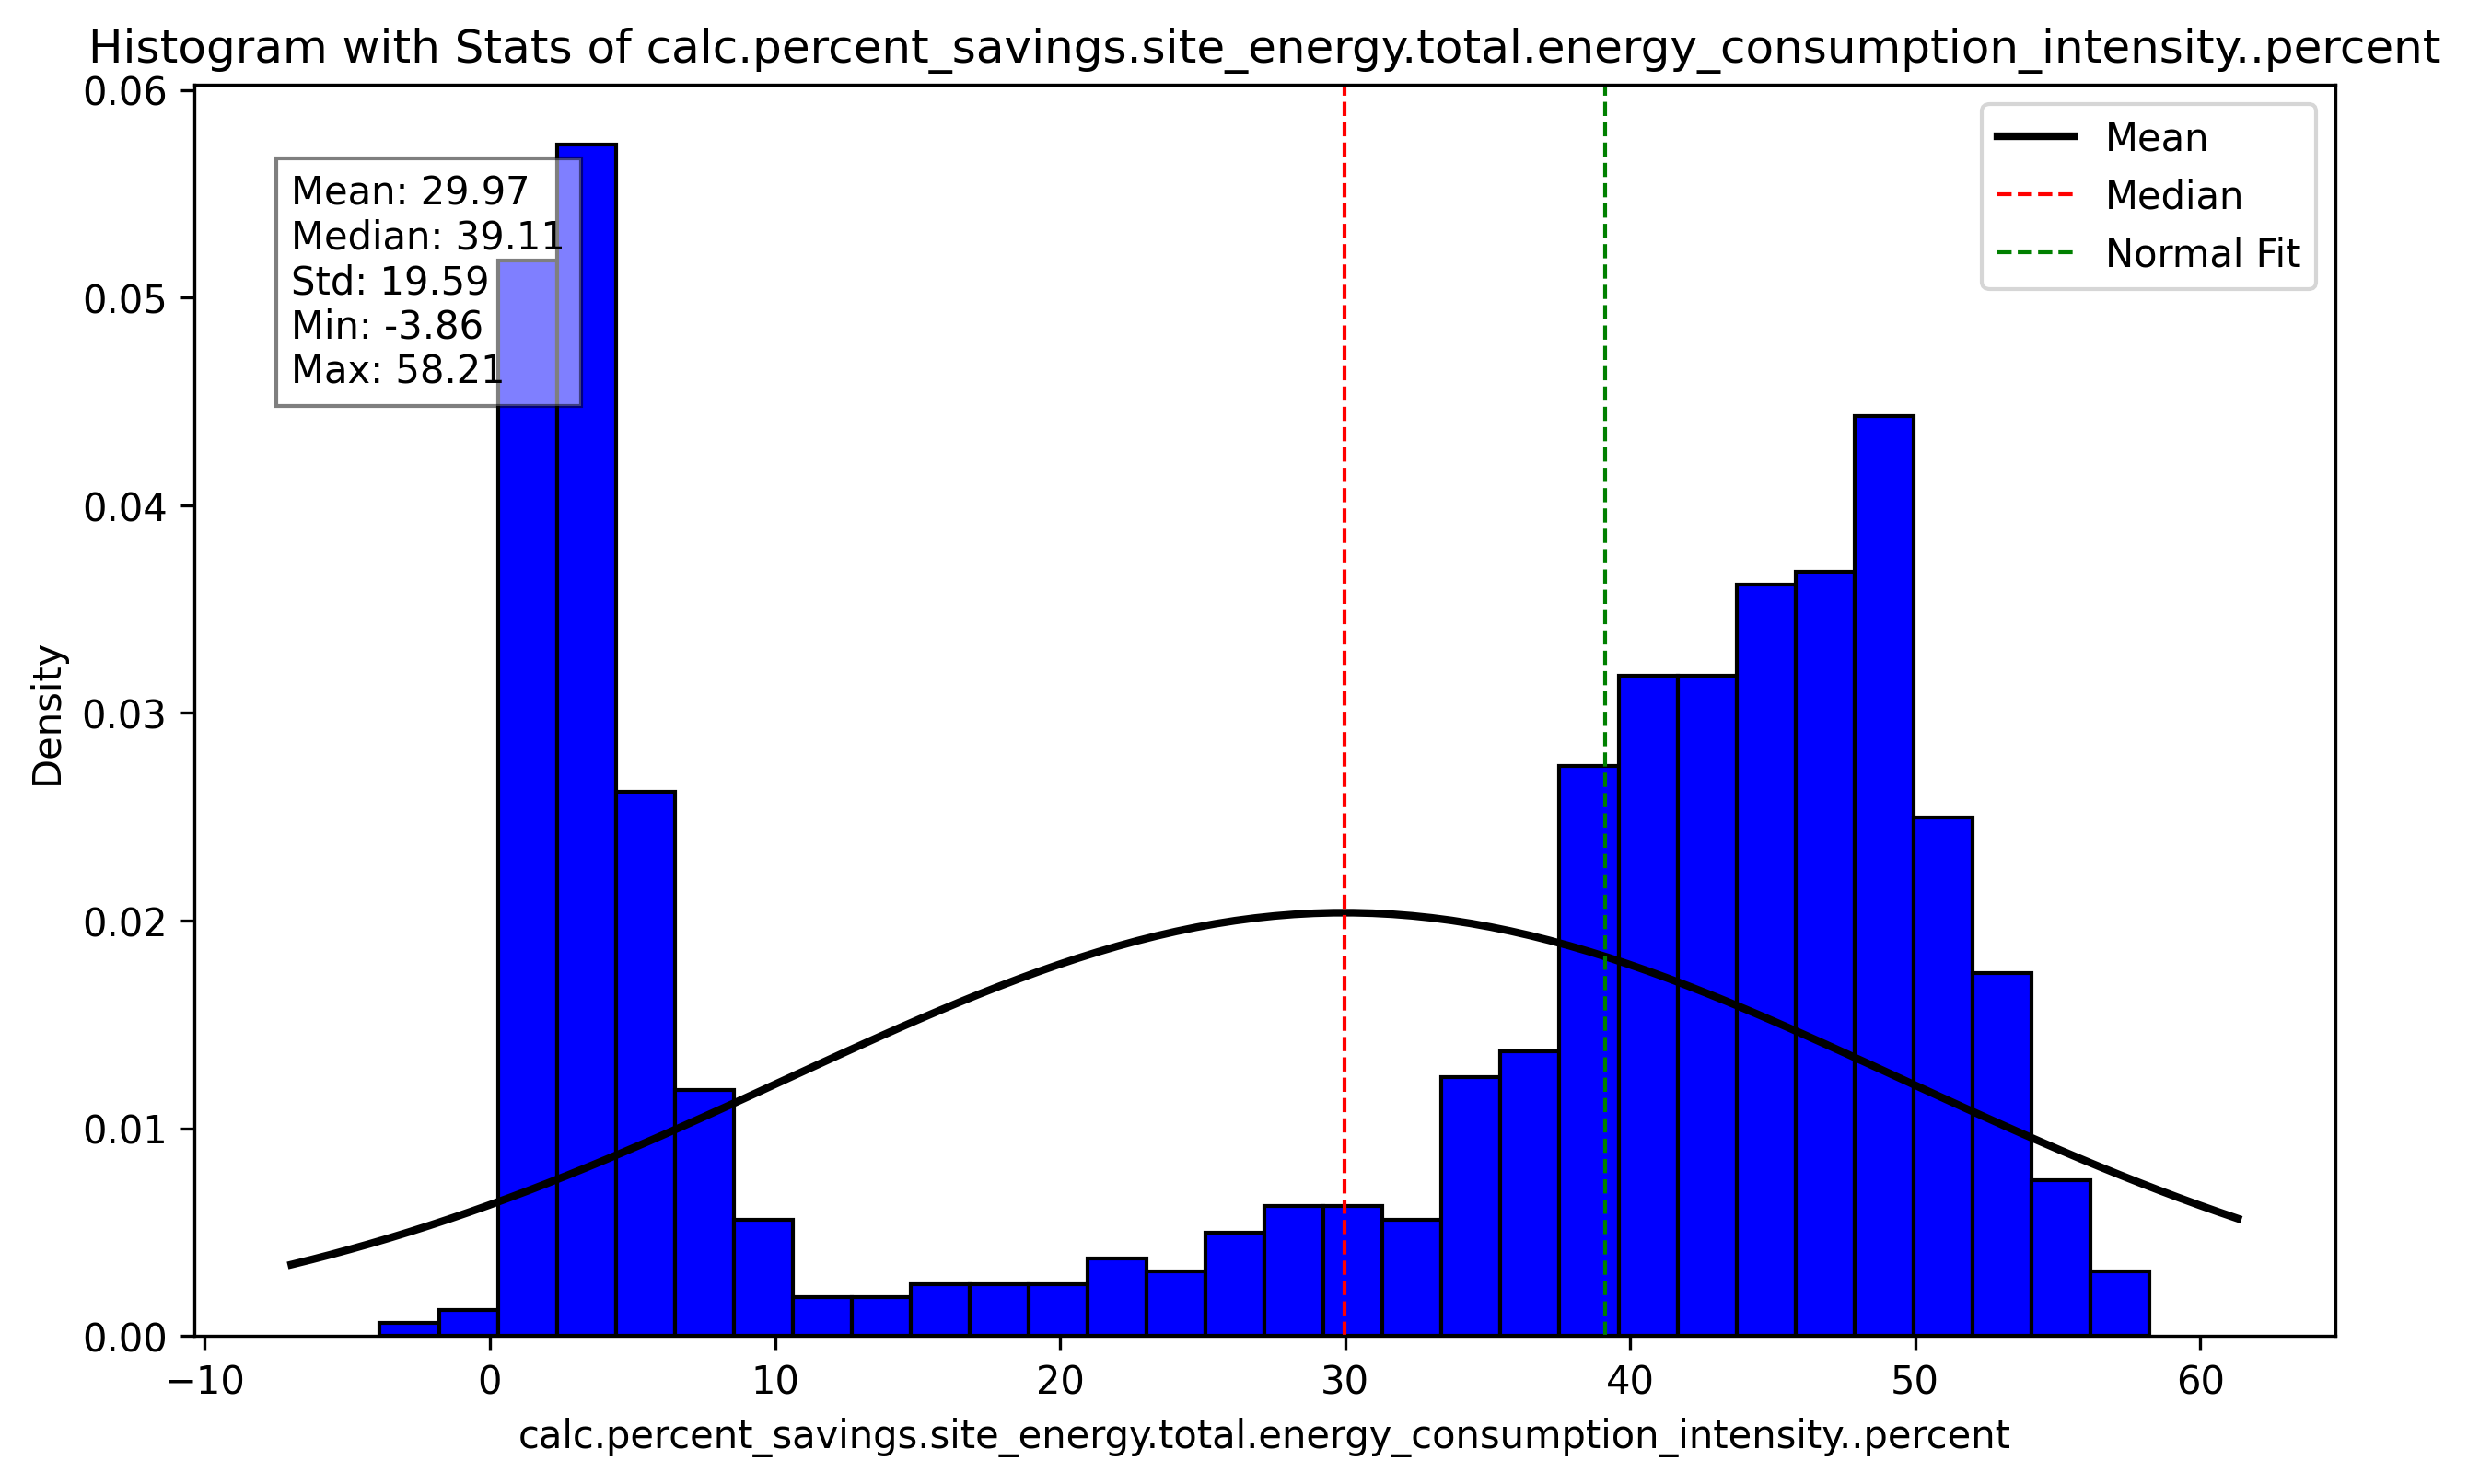 Histogram with Stats of calc.percent_savings.site_energy.total.energy_consumption_intensity..percent
Mean: 29.97
Median: 39.11
Std: 19.59
Min: -3.86
Max: 58.21
Mean
Median
Normal Fit
Density
0.06
0.05
0.04
0.03
0.02
0.01
0.00
−10 0 10 20 30 40 50 60
calc.percent_savings.site_energy.total.energy_consumption_intensity..percent